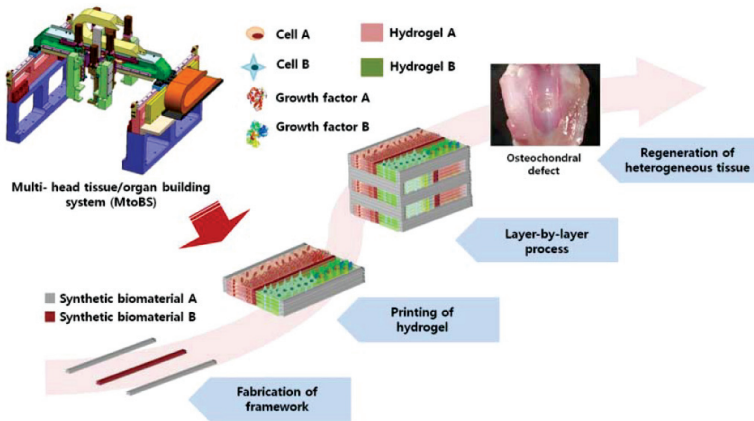 Cell A
Cell B
Growth factor A
Growth factor B
Hydrogel A
Hydrogel B
Multi- head tissue/organ building
system (MtoBS)
Osteochondral
defect
Regeneration of
heterogeneous tissue
Layer-by-layer
process
Synthetic biomaterial A
Synthetic biomaterial B
Printing of
hydrogel
Fabrication of
framework